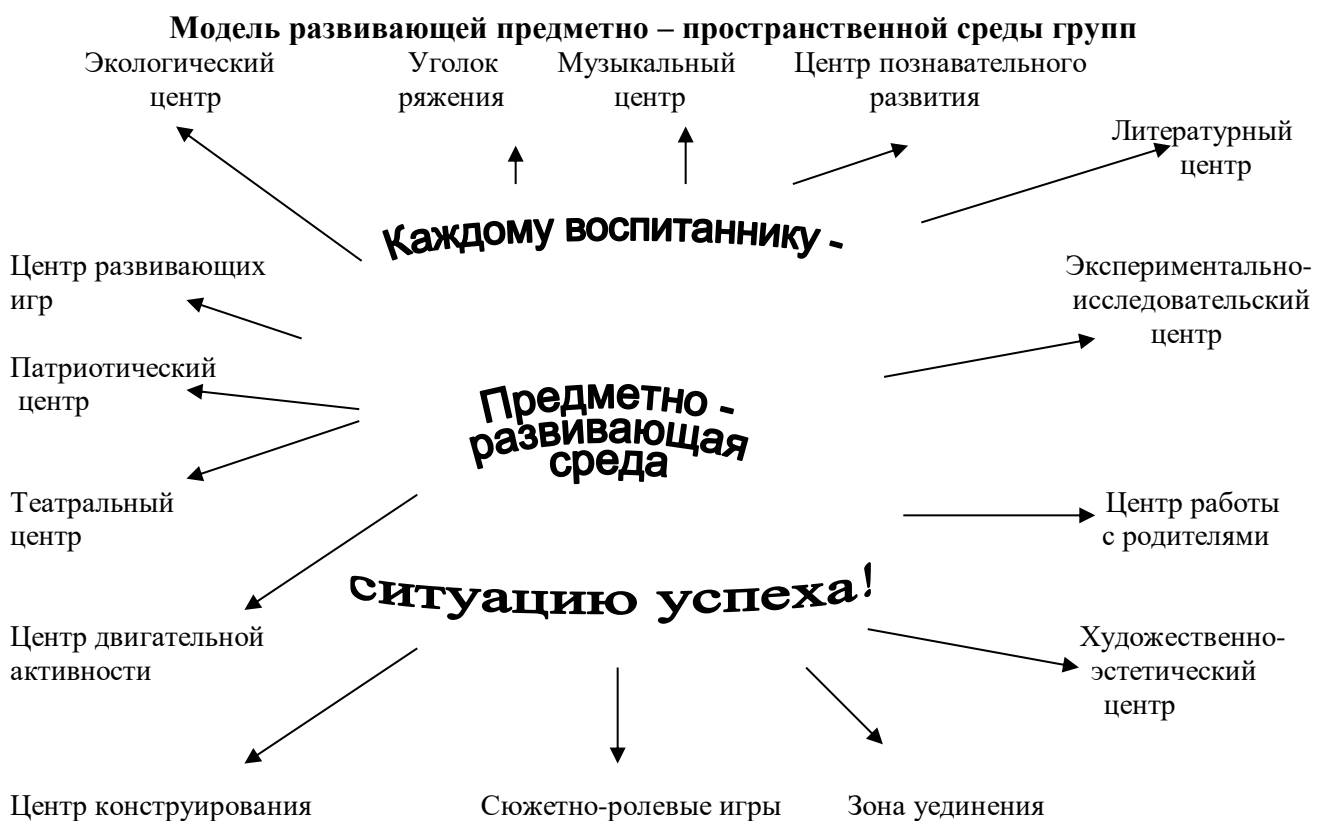 Модель развивающей предметно – пространственной среды групп
Экологический
центр
Уголок
ряжения
Музыкальный
центр
Центр познавательного
развития
Литературный
центр
Каждому воспитаннику -
Центр развивающих
игр
Экспериментально-
исследовательский
центр
Патриотический
центр
Предметно -
развивающая
среда
Театральный
центр
Центр работы
с родителями
ситуацию успеха!
Центр двигательной
активности
Художественно-
эстетический
центр
Центр конструирования
Сюжетно-ролевые игры
Зона уединения